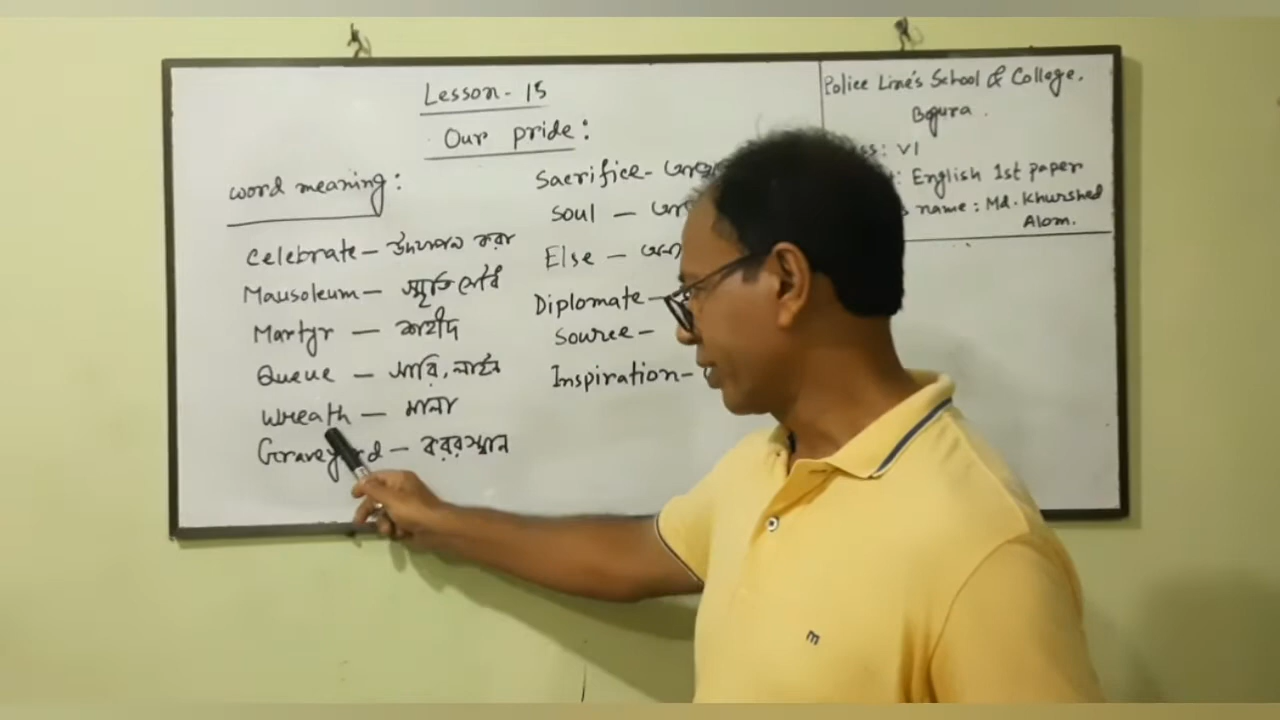 Lesson - 15
Our pride:
word meaning:
Celebrate - উদযাপন করা
Mausoleum - স্মৃতি সৌধ
Martyr - শহীদ
Queue - সারি, লাইন
Wreath - মালা
Graveyard - কবরস্থান
Sacrifice -
Soul -
Else -
Diplomate -
Source -
Inspiration -
Police Line's School & College.
Bogura.
: VI
: English 1st paper
name: Md. Khurshed
Alom.
m